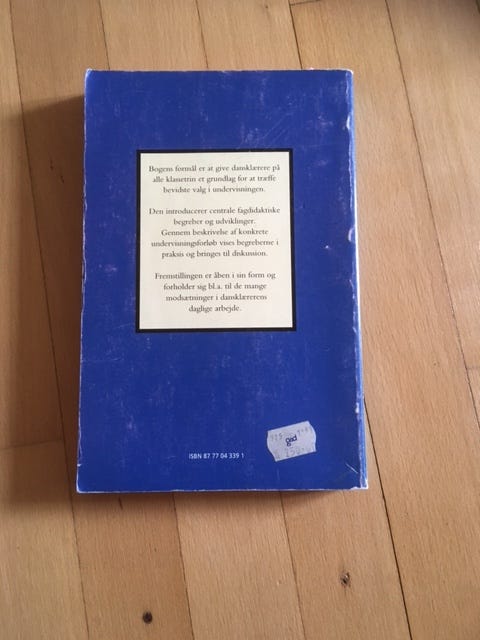 Bogens formål er at give dansklærere på
alle klassetrin et grundlag for at træffe
bevidste valg i undervisningen.
Den introducerer centrale fagdidaktiske
begreber og udviklinger.
Gennem beskrivelse af konkrete
undervisningsforløb vises begreberne i
praksis og bringes til diskussion.
Fremstillingen er åben i sin form og
forholder sig bl.a. til de mange
modsætninger i dansklærerens
daglige arbejde.
gad
ISBN 87 77 04 339 1